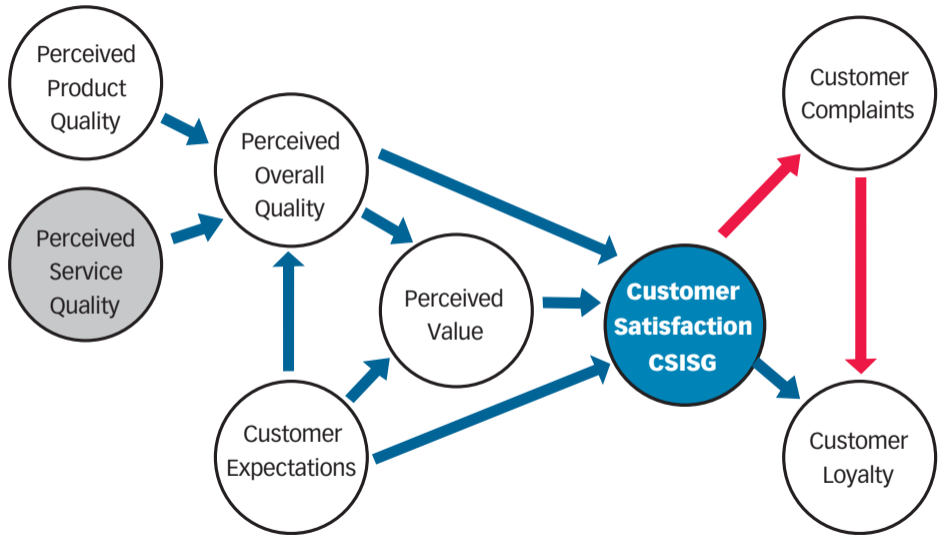 Perceived
Product
Quality
Perceived
Service
Quality
Perceived
Overall
Quality
Customer
Expectations
Perceived
Value
Customer
Satisfaction
CSISG
Customer
Complaints
Customer
Loyalty